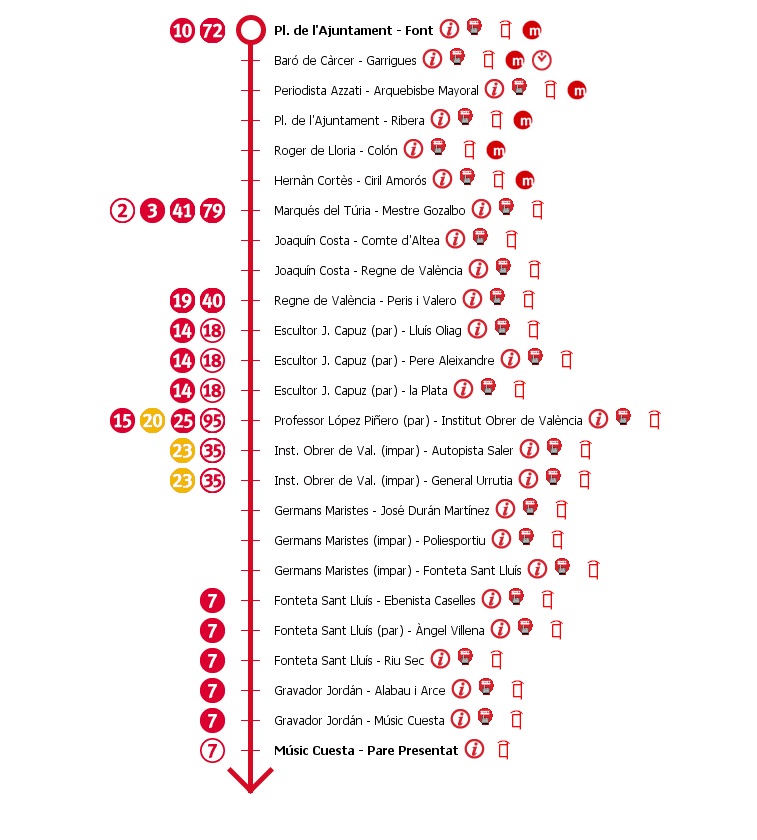 10 72 Pl. de l'Ajuntament - Font i m
Baró de Càrcer - Garrigues i m
Periodista Azzati - Arquebisbe Mayoral i m
Pl. de l'Ajuntament - Ribera i m
Roger de Lloria - Colón i m
Hernàn Cortès - Ciril Amorós i m
2 3 41 79 Marqués del Túria - Mestre Gozalbo i
Joaquín Costa - Comte d'Altea i
Joaquín Costa - Regne de València i
19 40 Regne de València - Peris i Valero i
14 18 Escultor J. Capuz (par) - Lluís Oliag i
14 18 Escultor J. Capuz (par) - Pere Aleixandre i
14 18 Escultor J. Capuz (par) - la Plata i
15 20 25 95 Professor López Piñero (par) - Institut Obrer de València i
23 35 Inst. Obrer de Val. (impar) - Autopista Saler i
23 35 Inst. Obrer de Val. (impar) - General Urrutia i
Germans Maristes - José Durán Martínez i
Germans Maristes (impar) - Poliesportiu i
Germans Maristes (impar) - Fonteta Sant Lluís i
7 Fonteta Sant Lluís - Ebenista Caselles i
7 Fonteta Sant Lluís (par) - Àngel Villena i
7 Fonteta Sant Lluís - Riu Sec i
7 Gravador Jordán - Alabau i Arce i
7 Gravador Jordán - Músic Cuesta i
7 Músic Cuesta - Pare Presentat i